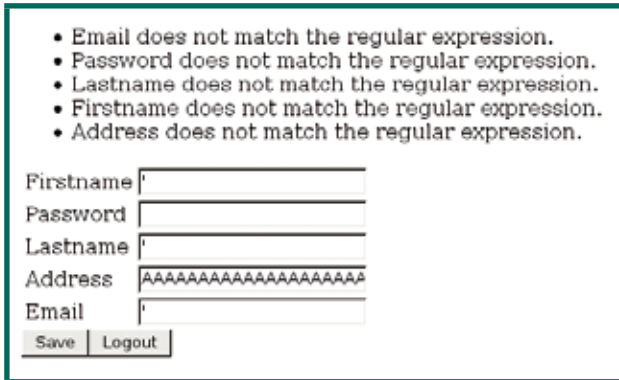 • Email does not match the regular expression.
• Password does not match the regular expression.
• Lastname does not match the regular expression.
• Firstname does not match the regular expression.
• Address does not match the regular expression.
Firstname '
Password
Lastname '
Address AAAAAAAAAAAAAAAAAAAA
Email '
Save Logout